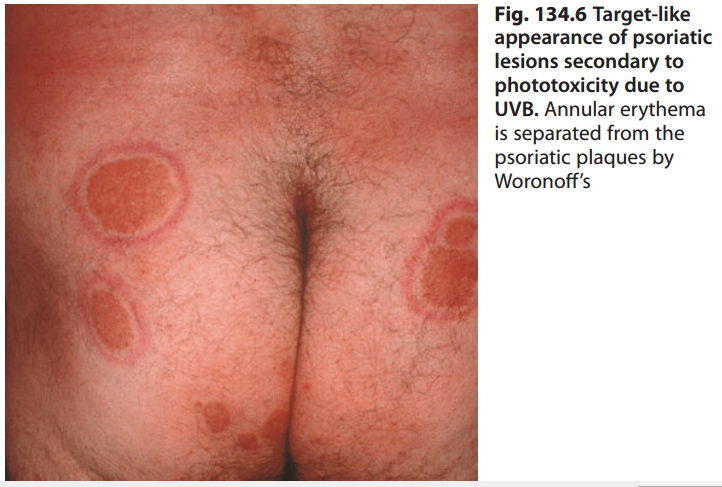 Fig. 134.6 Target-like
appearance of psoriatic
lesions secondary to
phototoxicity due to
UVB. Annular erythema
is separated from the
psoriatic plaques by
Woronoff’s